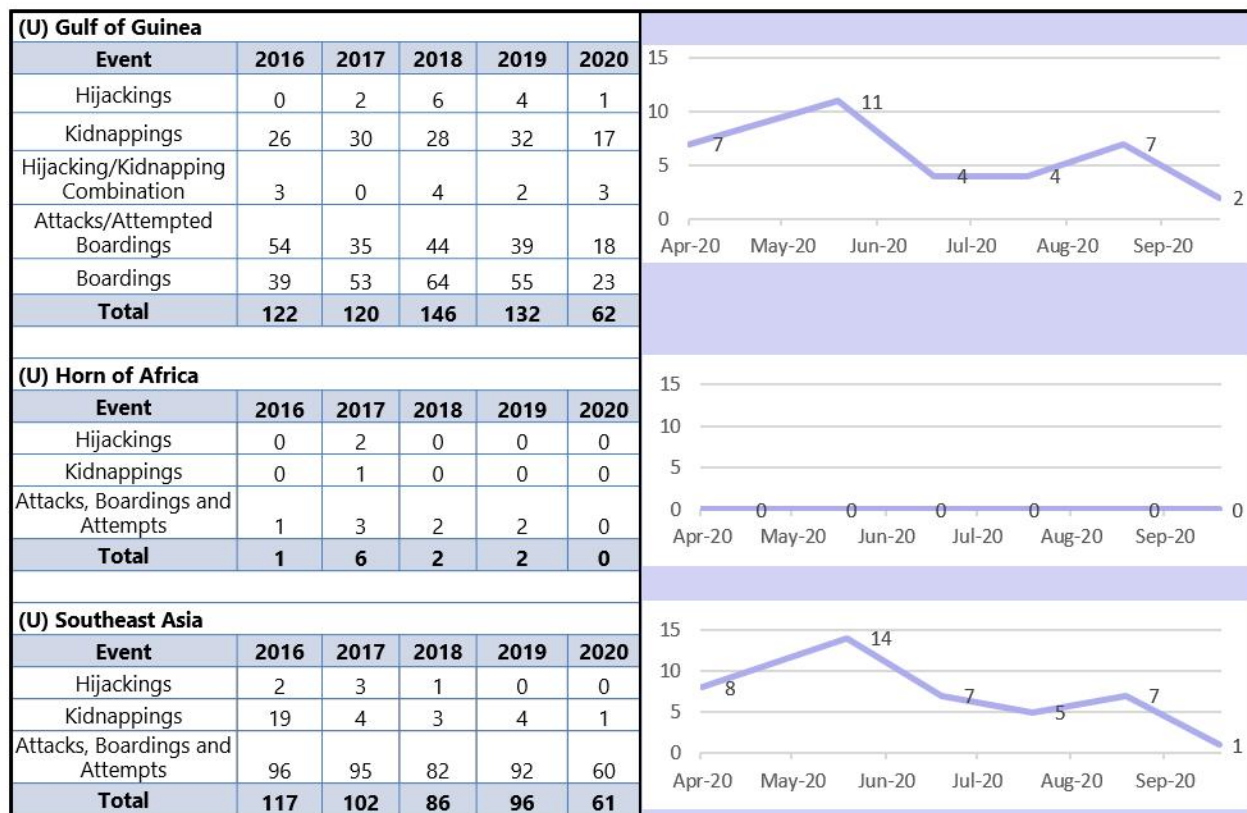 (U) Gulf of Guinea
Event 2016 2017 2018 2019 2020
Hijackings 0 2 6 4 1
Kidnappings 26 30 28 32 17
Hijacking/Kidnapping
Combination 3 0 4 2 3
Attacks/Attempted
Boardings 54 35 44 39 18
Boardings 39 53 64 55 23
Total 122 120 146 132 62
15
10
5
0
7
11
4
4
7
2
Apr-20 May-20 Jun-20 Jul-20 Aug-20 Sep-20
(U) Horn of Africa
Event 2016 2017 2018 2019 2020
Hijackings 0 2 0 0 0
Kidnappings 0 1 0 0 0
Attacks, Boardings and
Attempts 1 3 2 2 0
Total 1 6 2 2 0
15
10
5
0
0
0
0
0
0
0
Apr-20 May-20 Jun-20 Jul-20 Aug-20 Sep-20
(U) Southeast Asia
Event 2016 2017 2018 2019 2020
Hijackings 2 3 1 0 0
Kidnappings 19 4 3 4 1
Attacks, Boardings and
Attempts 96 95 82 92 60
Total 117 102 86 96 61
15
10
5
0
8
14
7
5
7
1
Apr-20 May-20 Jun-20 Jul-20 Aug-20 Sep-20